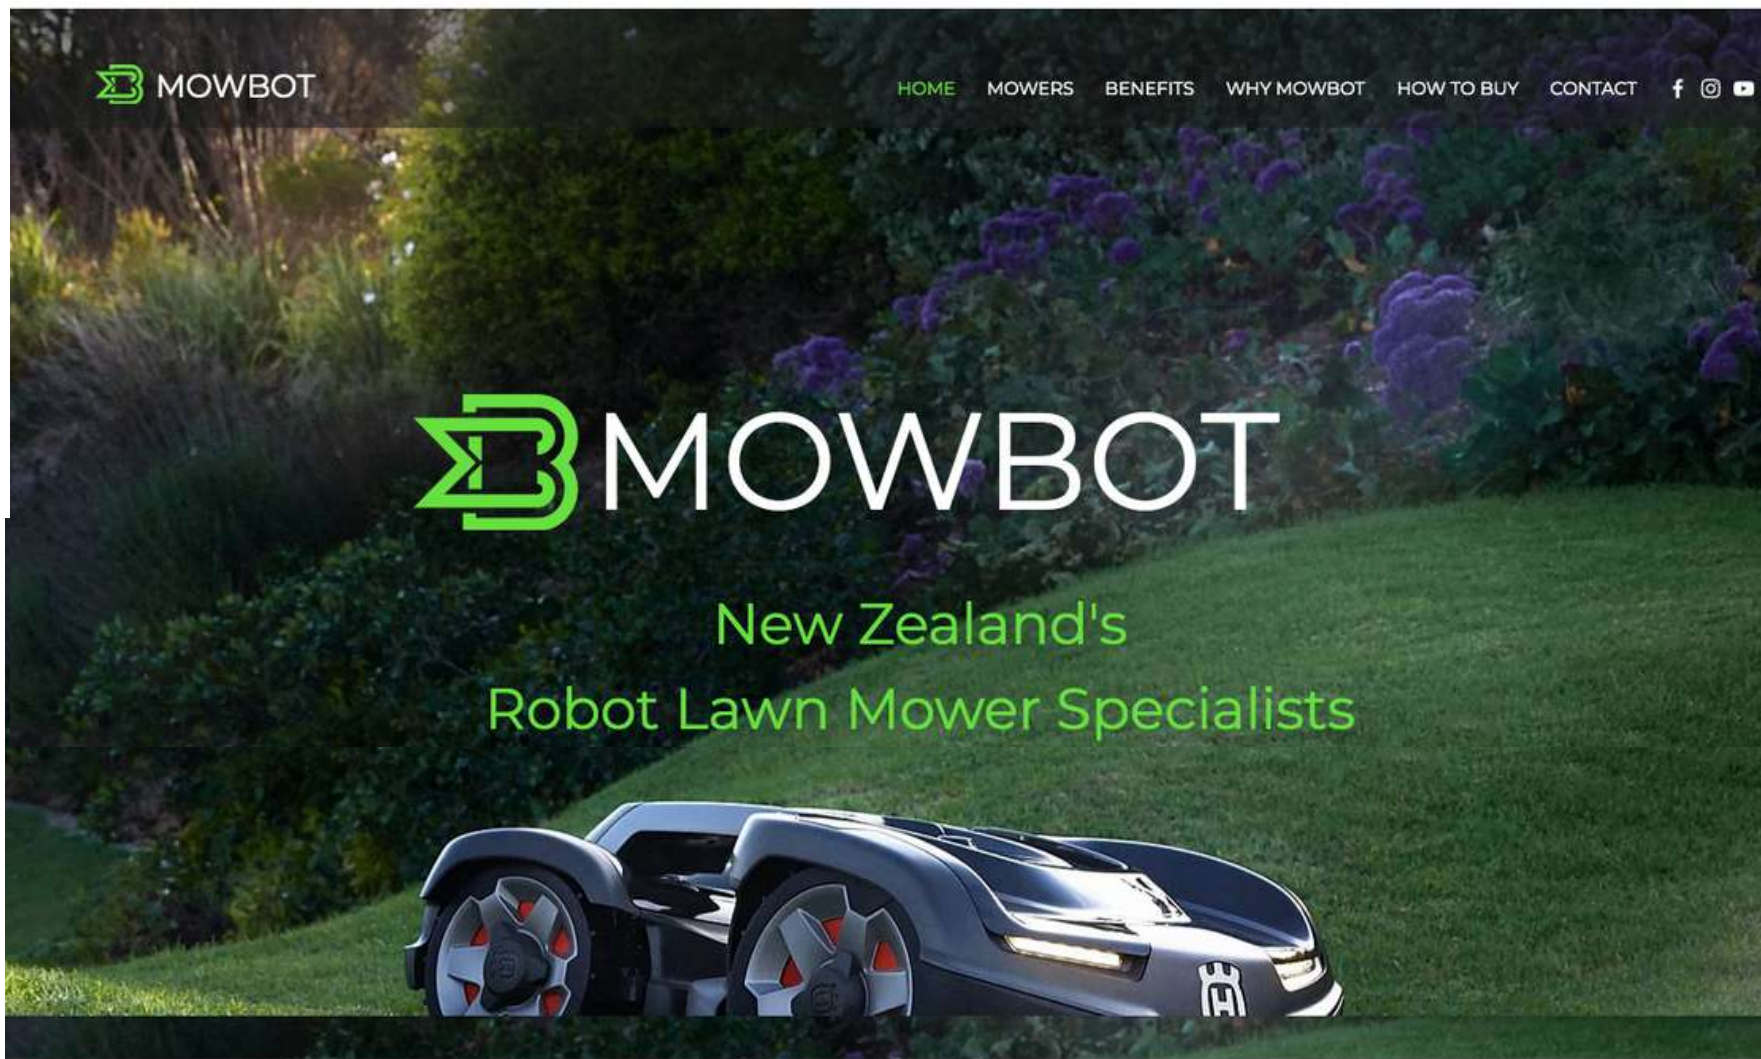 MOWBOT
HOME MOWERS BENEFITS WHY MOWBOT HOW TO BUY CONTACT
MOWBOT
New Zealand's
Robot Lawn Mower Specialists